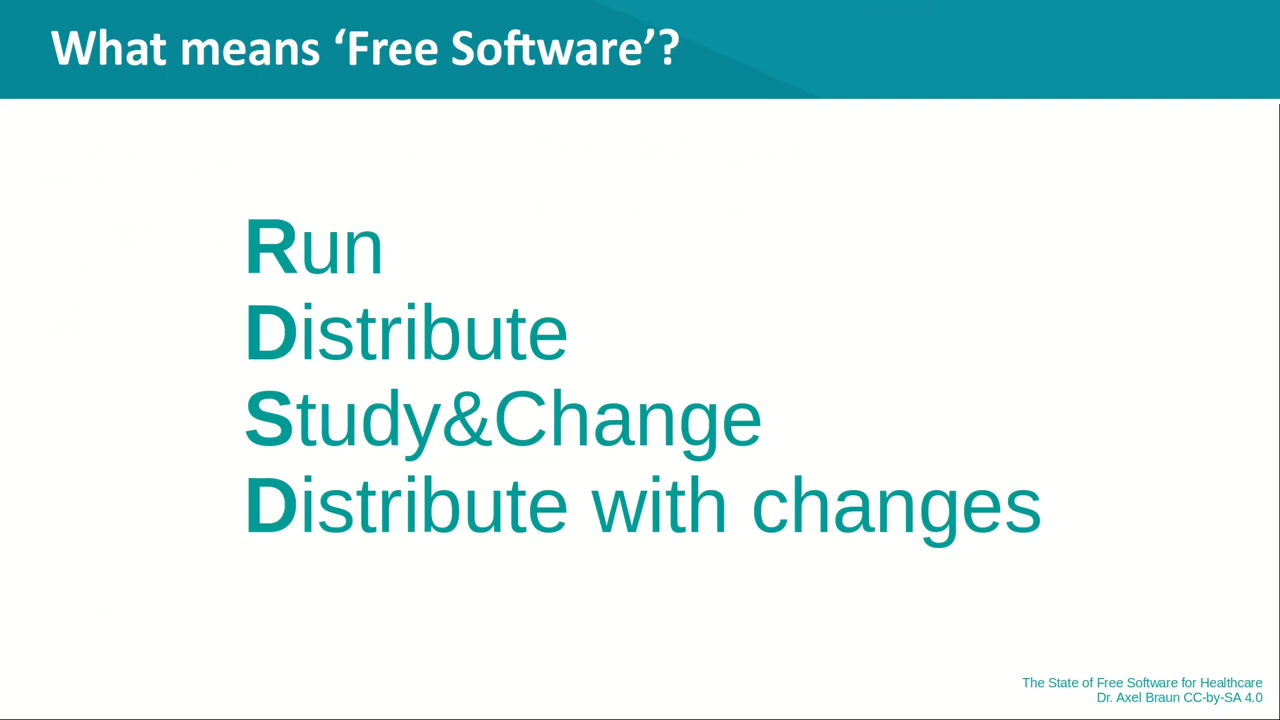 What means ‘Free Software’?
Run
Distribute
Study&Change
Distribute with changes
The State of Free Software for Healthcare
Dr. Axel Braun CC-by-SA 4.0